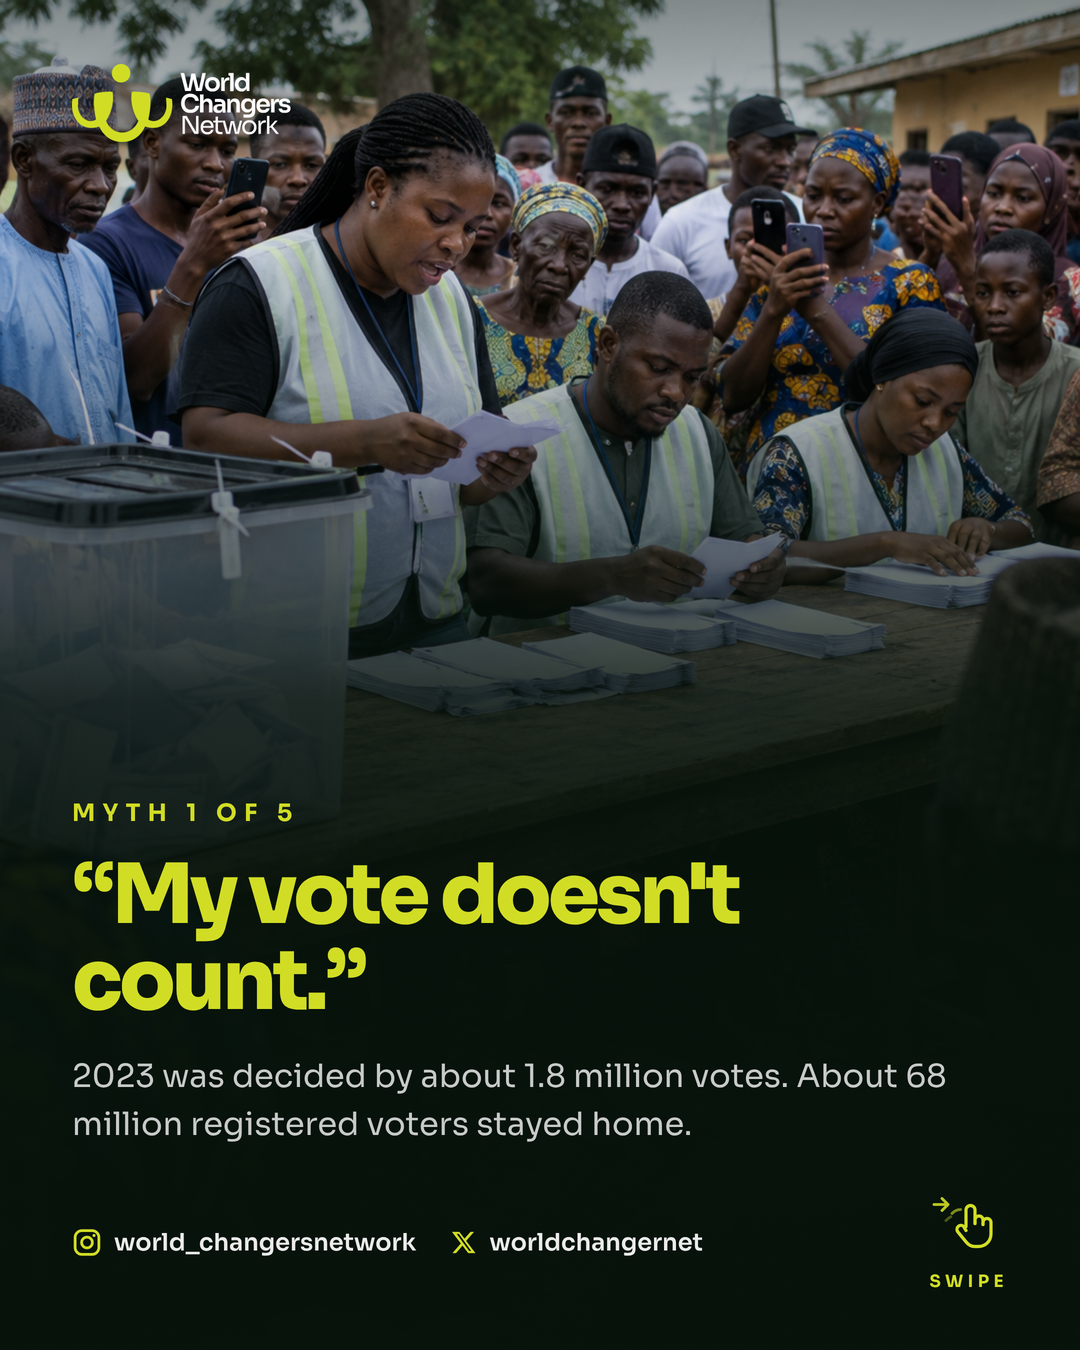 World
Changers
Network
MYTH 1 OF 5
“My vote doesn't
count.”
2023 was decided by about 1.8 million votes. About 68
million registered voters stayed home.
world_changersnetwork
worldchangernet
SWIPE